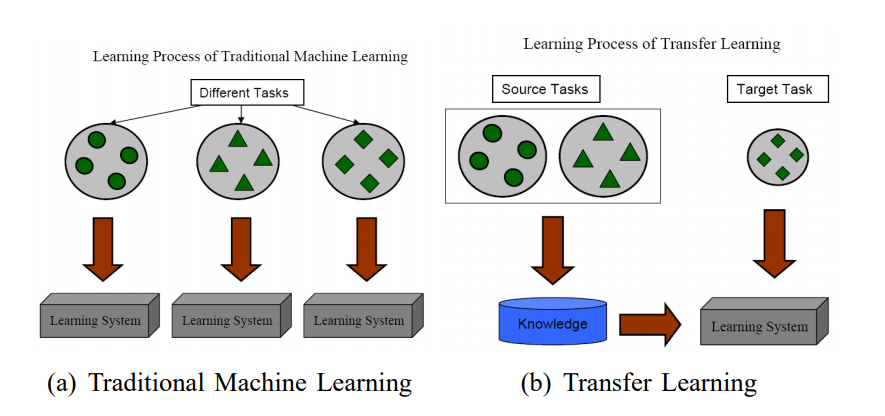 Learning Process of Traditional Machine Learning
Different Tasks
Learning System
Learning System
Learning System
(a) Traditional Machine Learning
Learning Process of Transfer Learning
Source Tasks
Target Task
Knowledge
Learning System
(b) Transfer Learning